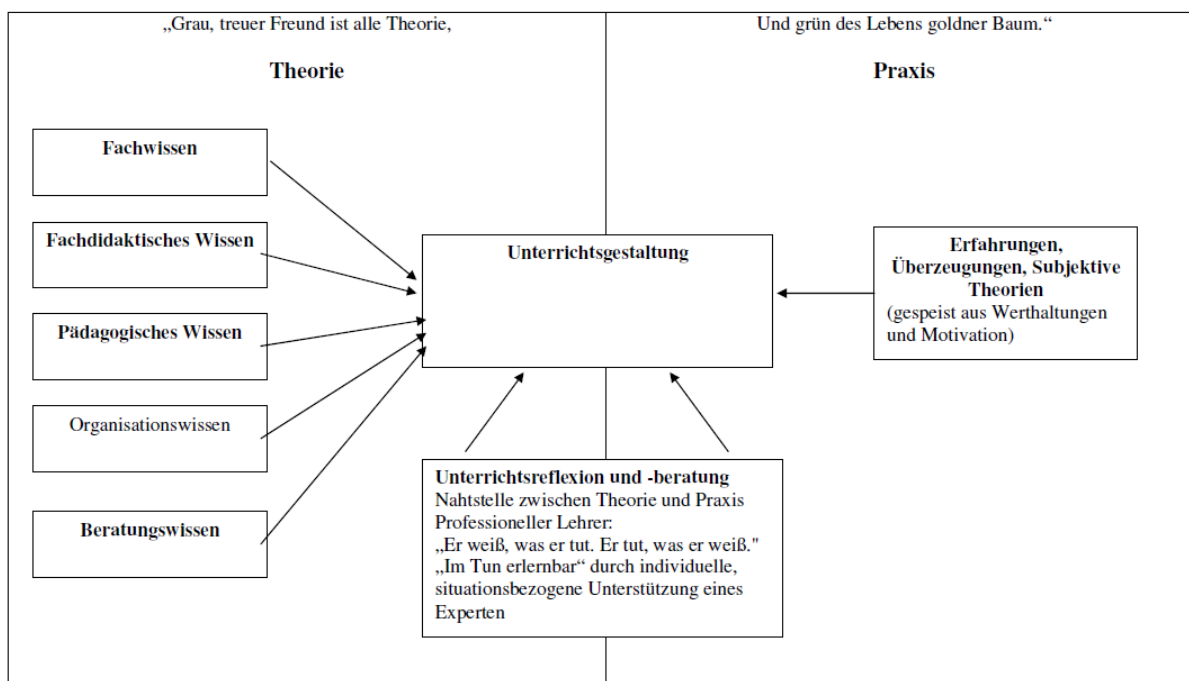 „Grau, treuer Freund ist alle Theorie,
Und grün des Lebens goldner Baum.“
Theorie
Praxis
Fachwissen
Fachdidaktisches Wissen
Pädagogisches Wissen
Organisationswissen
Beratungswissen
Unterrichtsgestaltung
Erfahrungen,
Überzeugungen, Subjektive
Theorien
(gespeist aus Werthaltungen
und Motivation)
Unterrichtsreflexion und -beratung
Nahtstelle zwischen Theorie und Praxis
Professioneller Lehrer:
„Er weiß, was er tut. Er tut, was er weiß."
„Im Tun erlernbar“ durch individuelle,
situationsbezogene Unterstützung eines
Experten